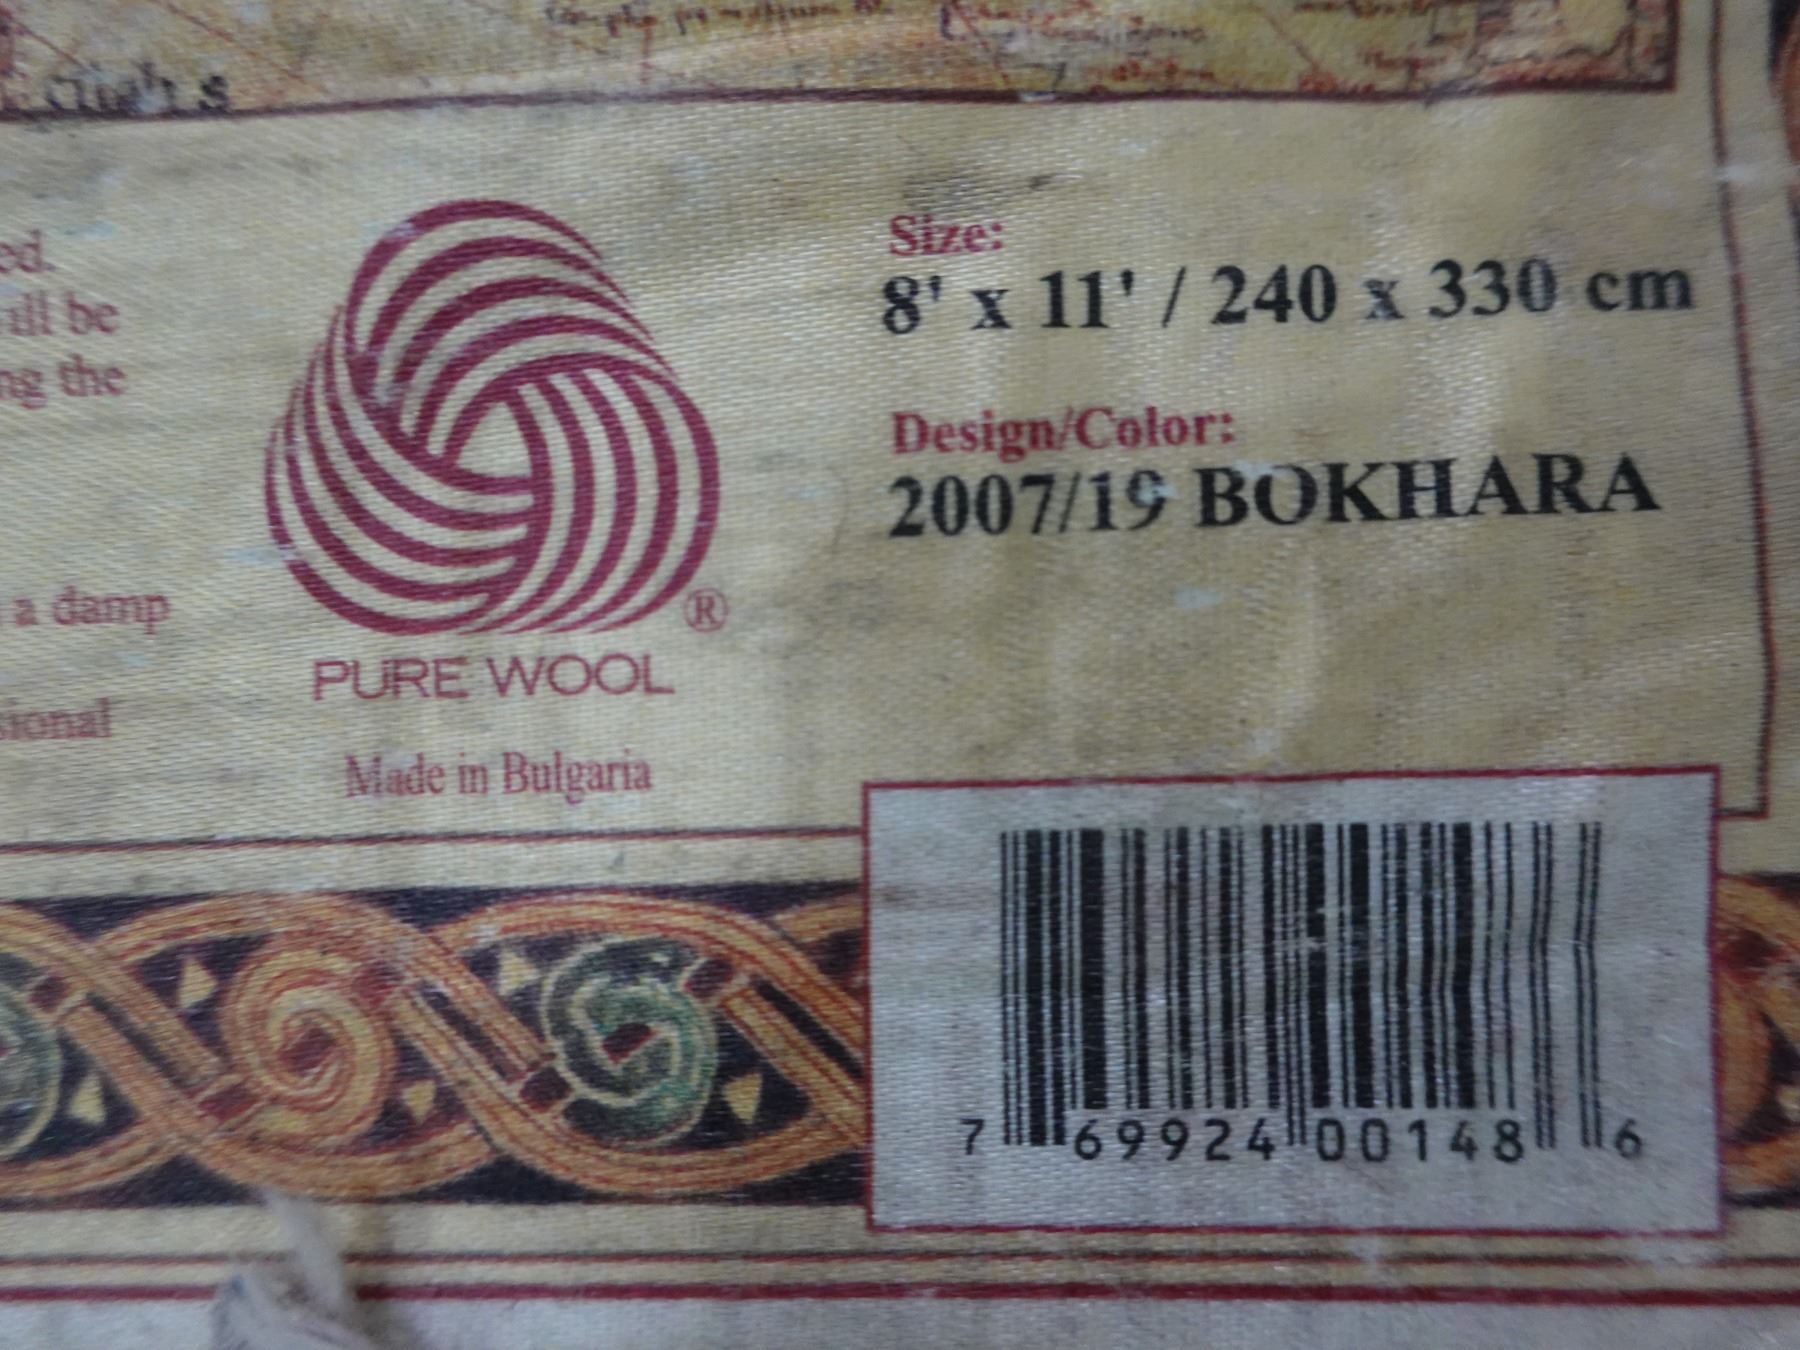 ed.
ill be
ng the
a damp
sional
®
PURE WOOL
Made in Bulgaria
Size:
8' x 11' / 240 x 330 cm
Design/Color:
2007/19 BOKHARA
7 69924 00148 6